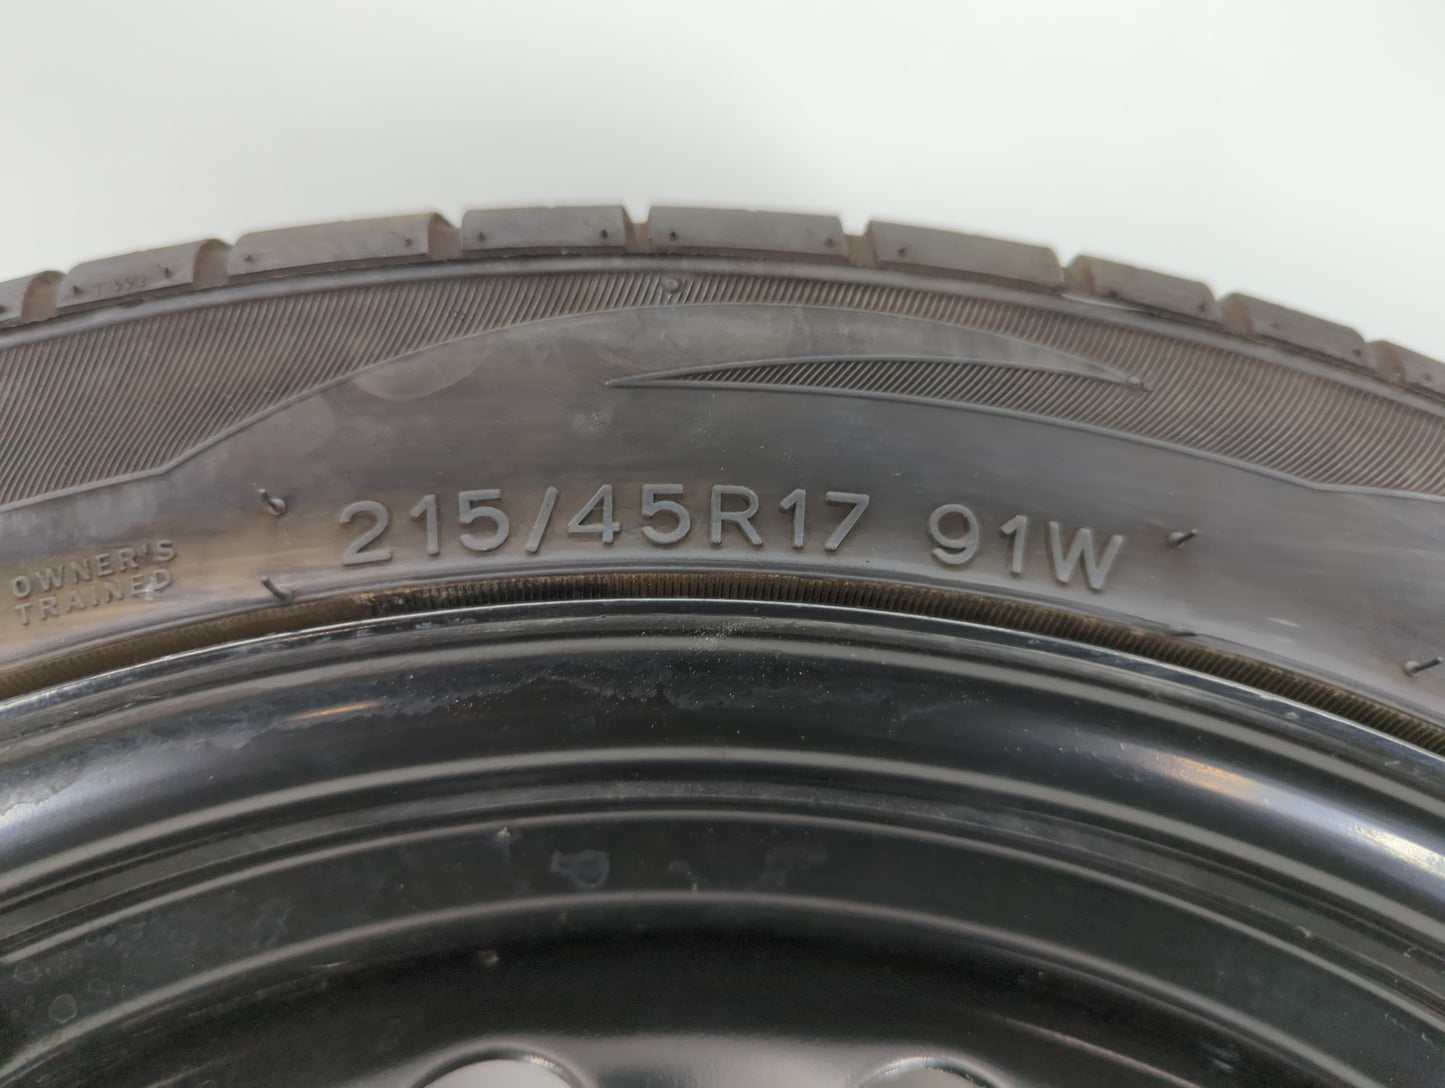 215/45R17 91W
OWNER'S
TRAINED